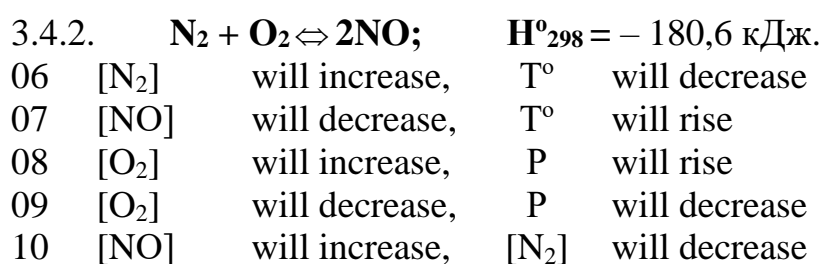 3.4.2. N₂ + O₂ ⇔ 2NO; Hº₂₉₈ = – 180,6 кДж.
06 [N₂] will increase, Tº will decrease
07 [NO] will decrease, Tº will rise
08 [O₂] will increase, P will rise
09 [O₂] will decrease, P will decrease
10 [NO] will increase, [N₂] will decrease